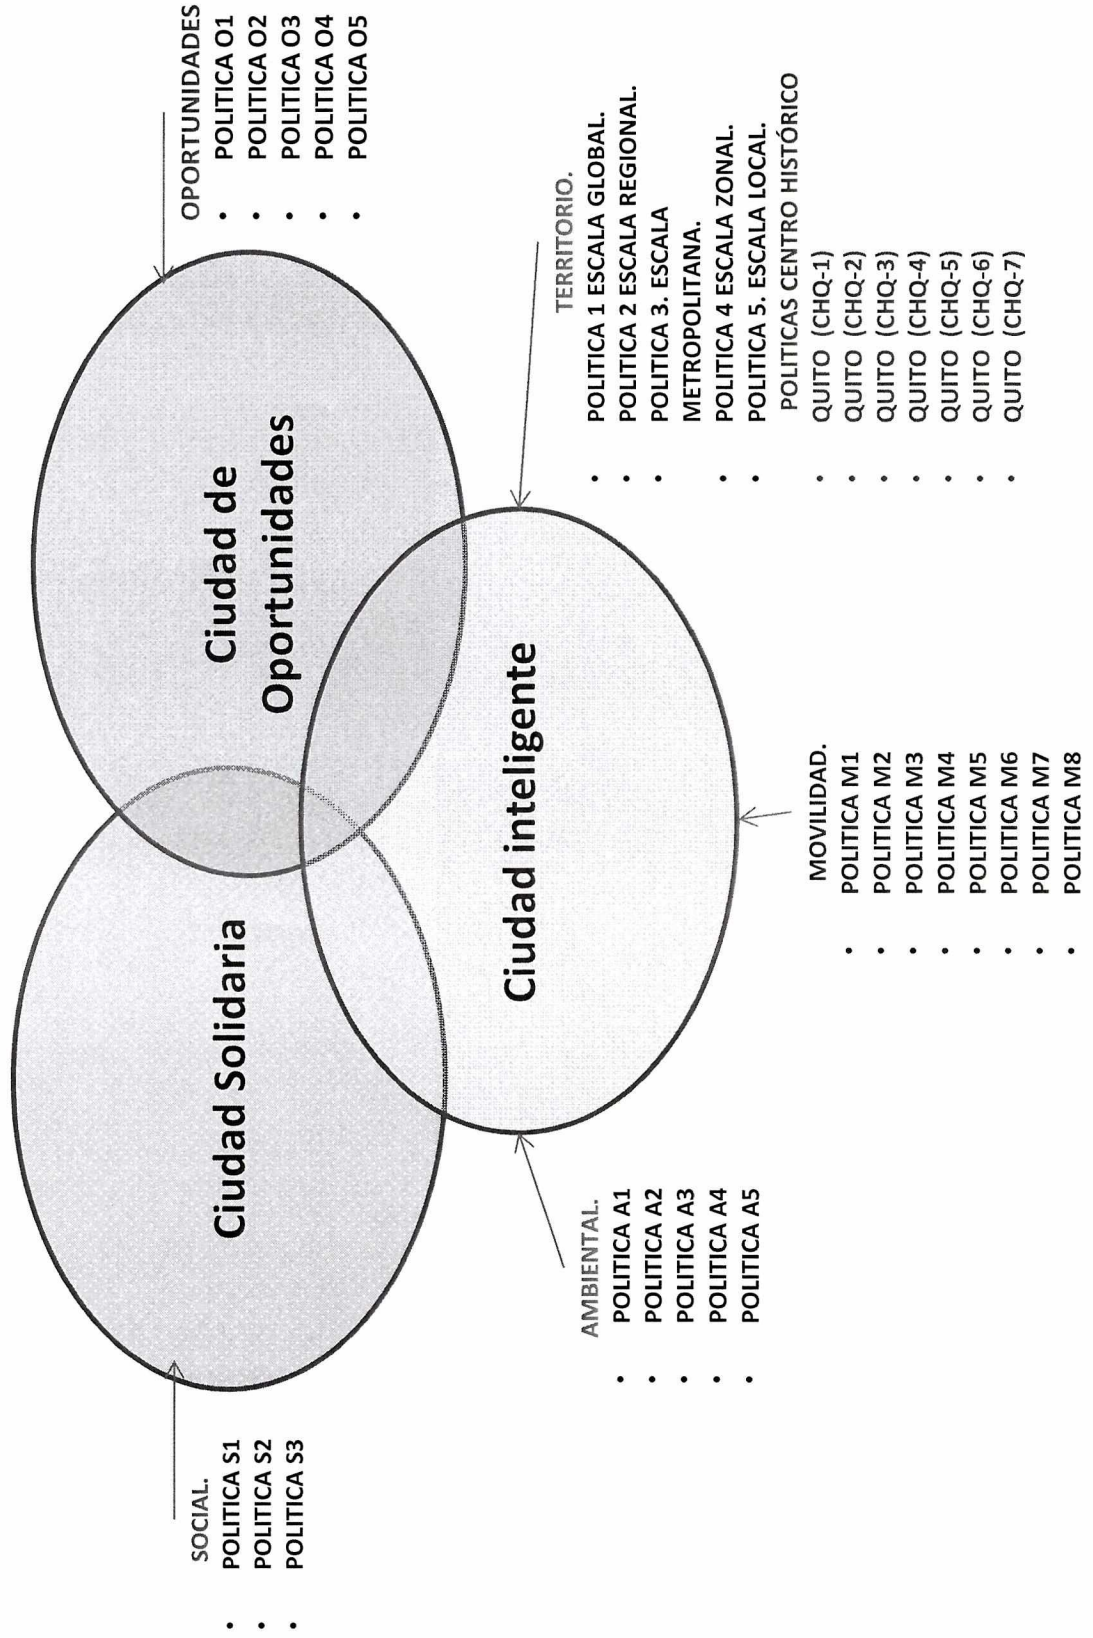 SOCIAL.
• POLITICA S1
• POLITICA S2
• POLITICA S3
Ciudad Solidaria
Ciudad de
Oportunidades
OPORTUNIDADES
• POLITICA O1
• POLITICA O2
• POLITICA O3
• POLITICA O4
• POLITICA O5
Ciudad inteligente
AMBIENTAL.
• POLITICA A1
• POLITICA A2
• POLITICA A3
• POLITICA A4
• POLITICA A5
MOVILIDAD.
• POLITICA M1
• POLITICA M2
• POLITICA M3
• POLITICA M4
• POLITICA M5
• POLITICA M6
• POLITICA M7
• POLITICA M8
TERRITORIO.
• POLITICA 1 ESCALA GLOBAL.
• POLITICA 2 ESCALA REGIONAL.
• POLITICA 3. ESCALA
METROPOLITANA.
• POLITICA 4 ESCALA ZONAL.
• POLITICA 5. ESCALA LOCAL.
POLITICAS CENTRO HISTÓRICO
• QUITO (CHQ-1)
• QUITO (CHQ-2)
• QUITO (CHQ-3)
• QUITO (CHQ-4)
• QUITO (CHQ-5)
• QUITO (CHQ-6)
• QUITO (CHQ-7)